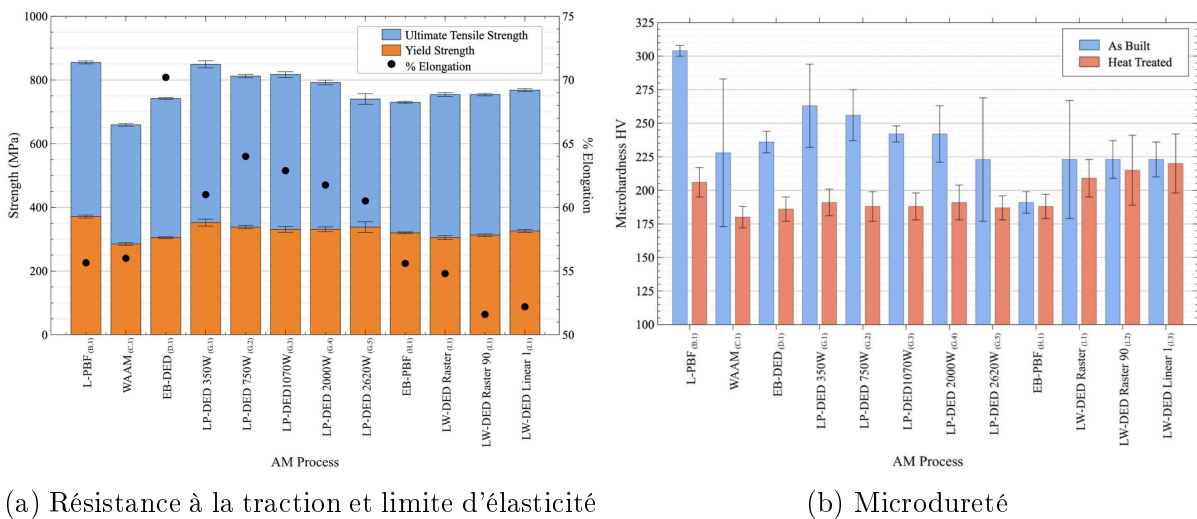 1000
800
600
400
200
0
Strength (MPa)
75
70
65
60
55
50
% Elongation
Ultimate Tensile Strength
Yield Strength
% Elongation
L-PBF (B.1)
WAAM (C.1)
EB-DED (D.1)
LP-DED 350W (G.1)
LP-DED 750W (G.2)
LP-DED1070W (G.3)
LP-DED 2000W (G.4)
LP-DED 2620W (G.5)
EB-PBF (H.1)
LW-DED Raster (I.1)
LW-DED Raster 90 (I.1)
LW-DED Linear 1 (I.1)
AM Process
(a) Résistance à la traction et limite d'élasticité
325
300
275
250
225
200
175
150
125
100
Microhardness HV
As Built
Heat Treated
L-PBF (B.1)
WAAM (C.1)
EB-DED (D.1)
LP-DED 350W (G.1)
LP-DED 750W (G.2)
LP-DED1070W (G.3)
LP-DED 2000W (G.4)
LP-DED 2620W (G.5)
EB-PBF (H.1)
LW-DED Raster (I.1)
LW-DED Raster 90 (I.2)
LW-DED Linear 1 (I.3)
AM Process
(b) Microdureté